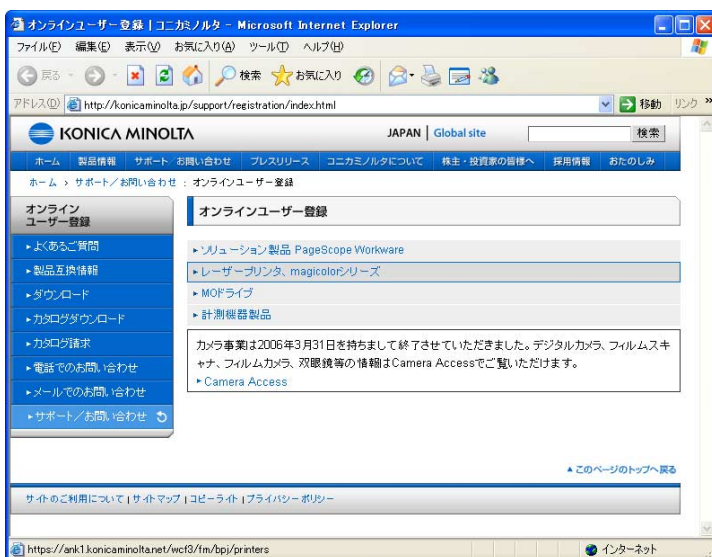 オンラインユーザー登録 | コニカミノルタ - Microsoft Internet Explorer
ファイル(F) 編集(E) 表示(V) お気に入り(A) ツール(T) ヘルプ(H)
戻る 検索 お気に入り
アドレス(D) http://konicaminolta.jp/support/registration/index.html 移動 リンク »
KONICA MINOLTA JAPAN | Global site 検索
ホーム 製品情報 サポート/お問い合わせ プレスリリース コニカミノルタについて 株主・投資家の皆様へ 採用情報 おたのしみ
ホーム › サポート/お問い合わせ : オンラインユーザー登録
オンライン
ユーザー登録
よくあるご質問
製品互換情報
ダウンロード
カタログダウンロード
カタログ請求
電話でのお問い合わせ
メールでのお問い合わせ
サポート/お問い合わせ
オンラインユーザー登録
ソリューション製品 PageScope Workware
レーザープリンタ、magicolorシリーズ
MOドライブ
計測機器製品
カメラ事業は2006年3月31日を持ちまして終了させていただきました。デジタルカメラ、フィルムスキ
ャナ、フィルムカメラ、双眼鏡等の情報はCamera Accessでご覧いただけます。
Camera Access
このページのトップへ戻る
サイトのご利用について | サイトマップ | コピーライト | プライバシーポリシー
https://ank1.konicaminolta.net/wcf3/fm/bpj/printers インターネット